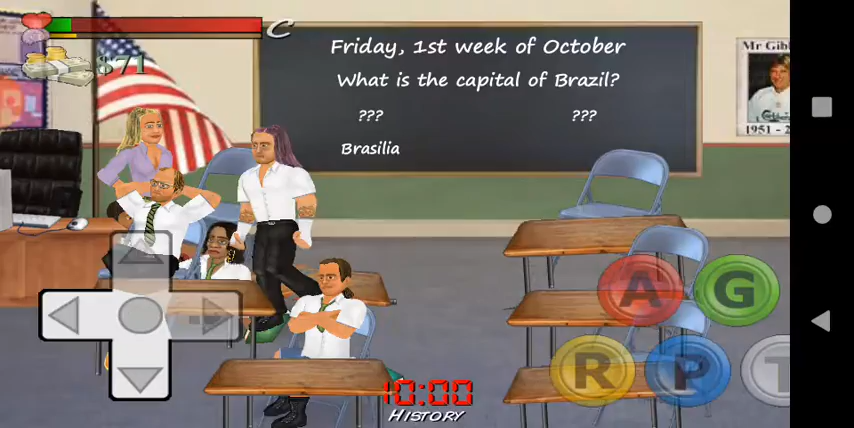 C
$71
Friday, 1st week of October
What is the capital of Brazil?
??? ???
Brasilia
Mr Gib
1951 - 2
A
G
R
P
T
10:00
HISTORY